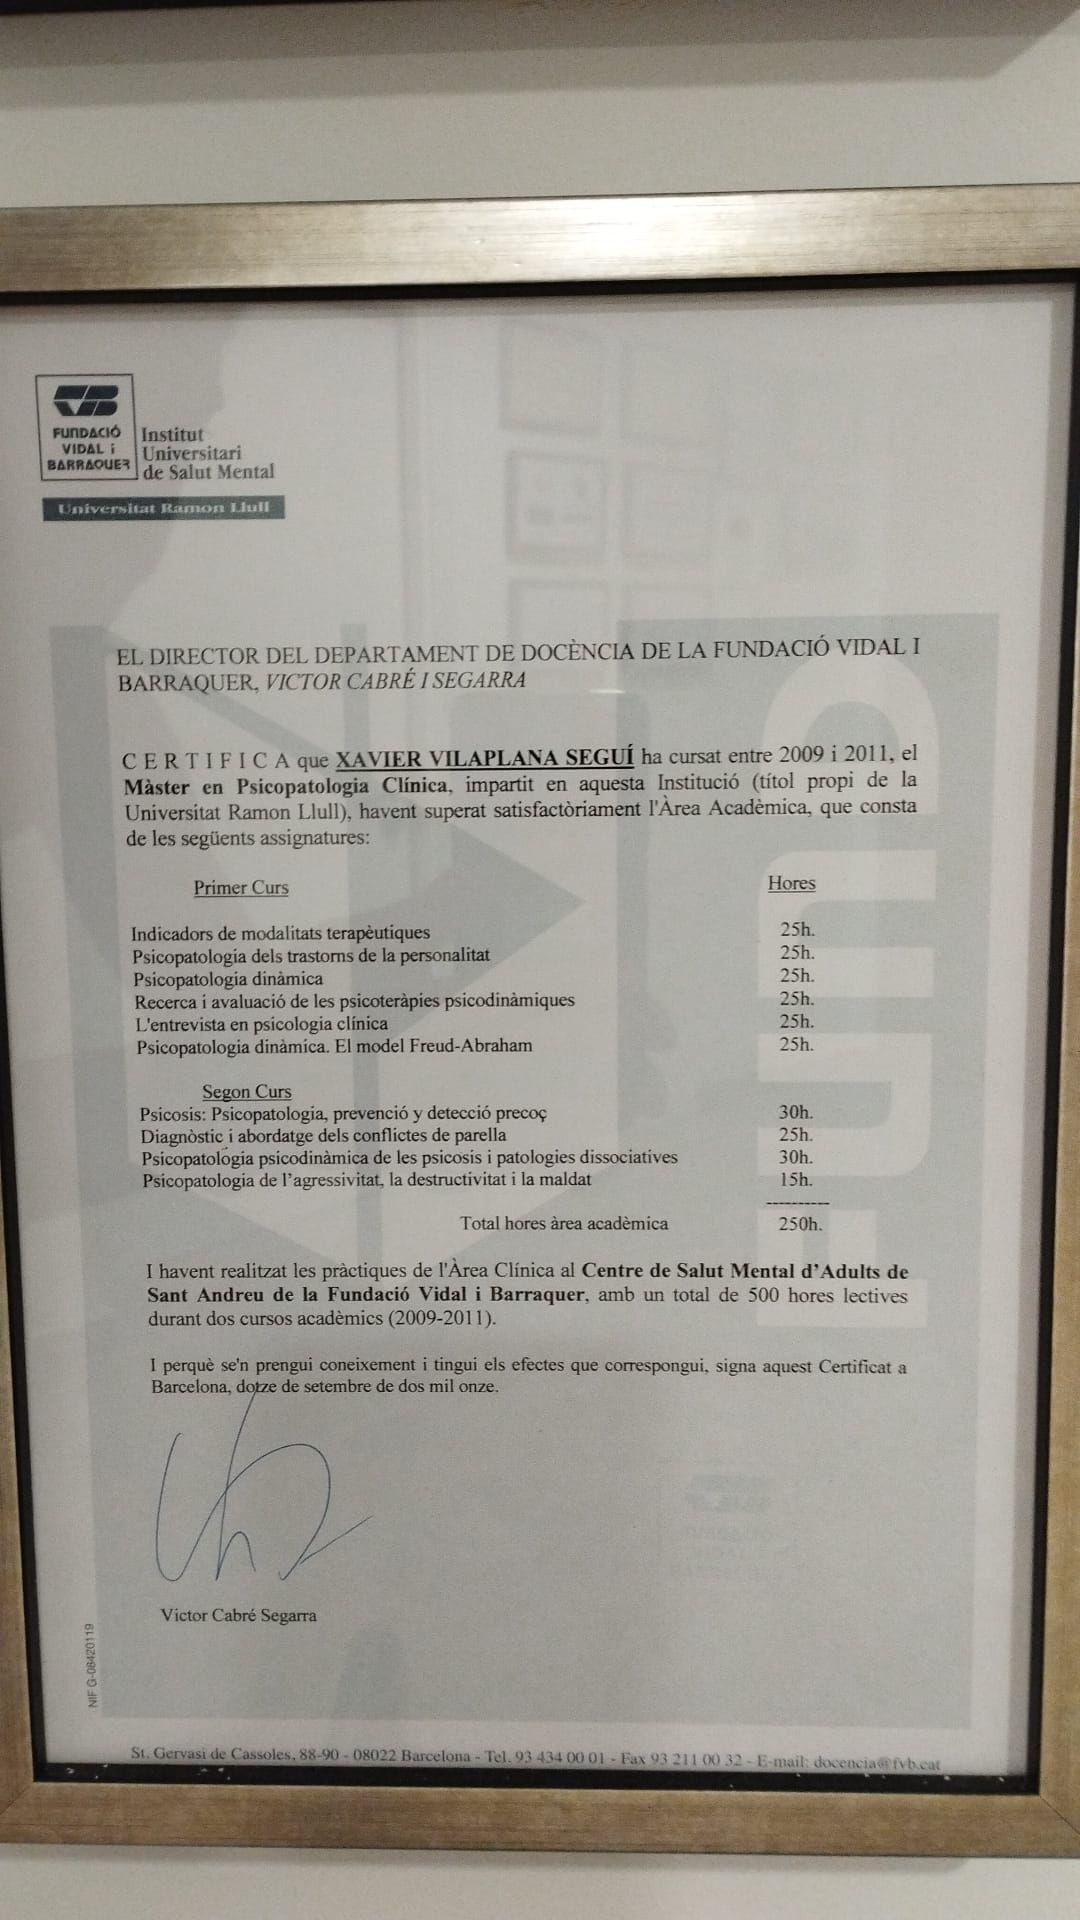 FUNDACIÓ
VIDAL i
BARRAQUER
Institut
Universitari
de Salut Mental
Universitat Ramon Llull
EL DIRECTOR DEL DEPARTAMENT DE DOCÈNCIA DE LA FUNDACIÓ VIDAL I
BARRAQUER, VICTOR CABRÉ I SEGARRA
CERTIFICA que XAVIER VILAPLANA SEGUÍ ha cursat entre 2009 i 2011, el
Màster en Psicopatologia Clínica, impartit en aquesta Institució (títol propi de la
Universitat Ramon Llull), havent superat satisfactòriament l'Àrea Acadèmica, que consta
de les següents assignatures:
Primer Curs Hores
Indicadors de modalitats terapèutiques 25h.
Psicopatologia dels trastorns de la personalitat 25h.
Psicopatologia dinàmica 25h.
Recerca i avaluació de les psicoteràpies psicodinàmiques 25h.
L'entrevista en psicologia clínica 25h.
Psicopatologia dinàmica. El model Freud-Abraham 25h.
Segon Curs
Psicosis: Psicopatologia, prevenció y detecció precoç 30h.
Diagnòstic i abordatge dels conflictes de parella 25h.
Psicopatologia psicodinàmica de les psicosis i patologies dissociatives 30h.
Psicopatologia de l’agressivitat, la destructivitat i la maldat 15h.
----------
Total hores àrea acadèmica 250h.
I havent realitzat les pràctiques de l'Àrea Clínica al Centre de Salut Mental d’Adults de
Sant Andreu de la Fundació Vidal i Barraquer, amb un total de 500 hores lectives
durant dos cursos acadèmics (2009-2011).
I perquè se'n prengui coneixement i tingui els efectes que correspongui, signa aquest Certificat a
Barcelona, dotze de setembre de dos mil onze.
Victor Cabré Segarra
NIF G-08420119
St. Gervasi de Cassoles, 88-90 - 08022 Barcelona - Tel. 93 434 00 01 - Fax 93 211 00 32 - E-mail: docencia@fvb.cat